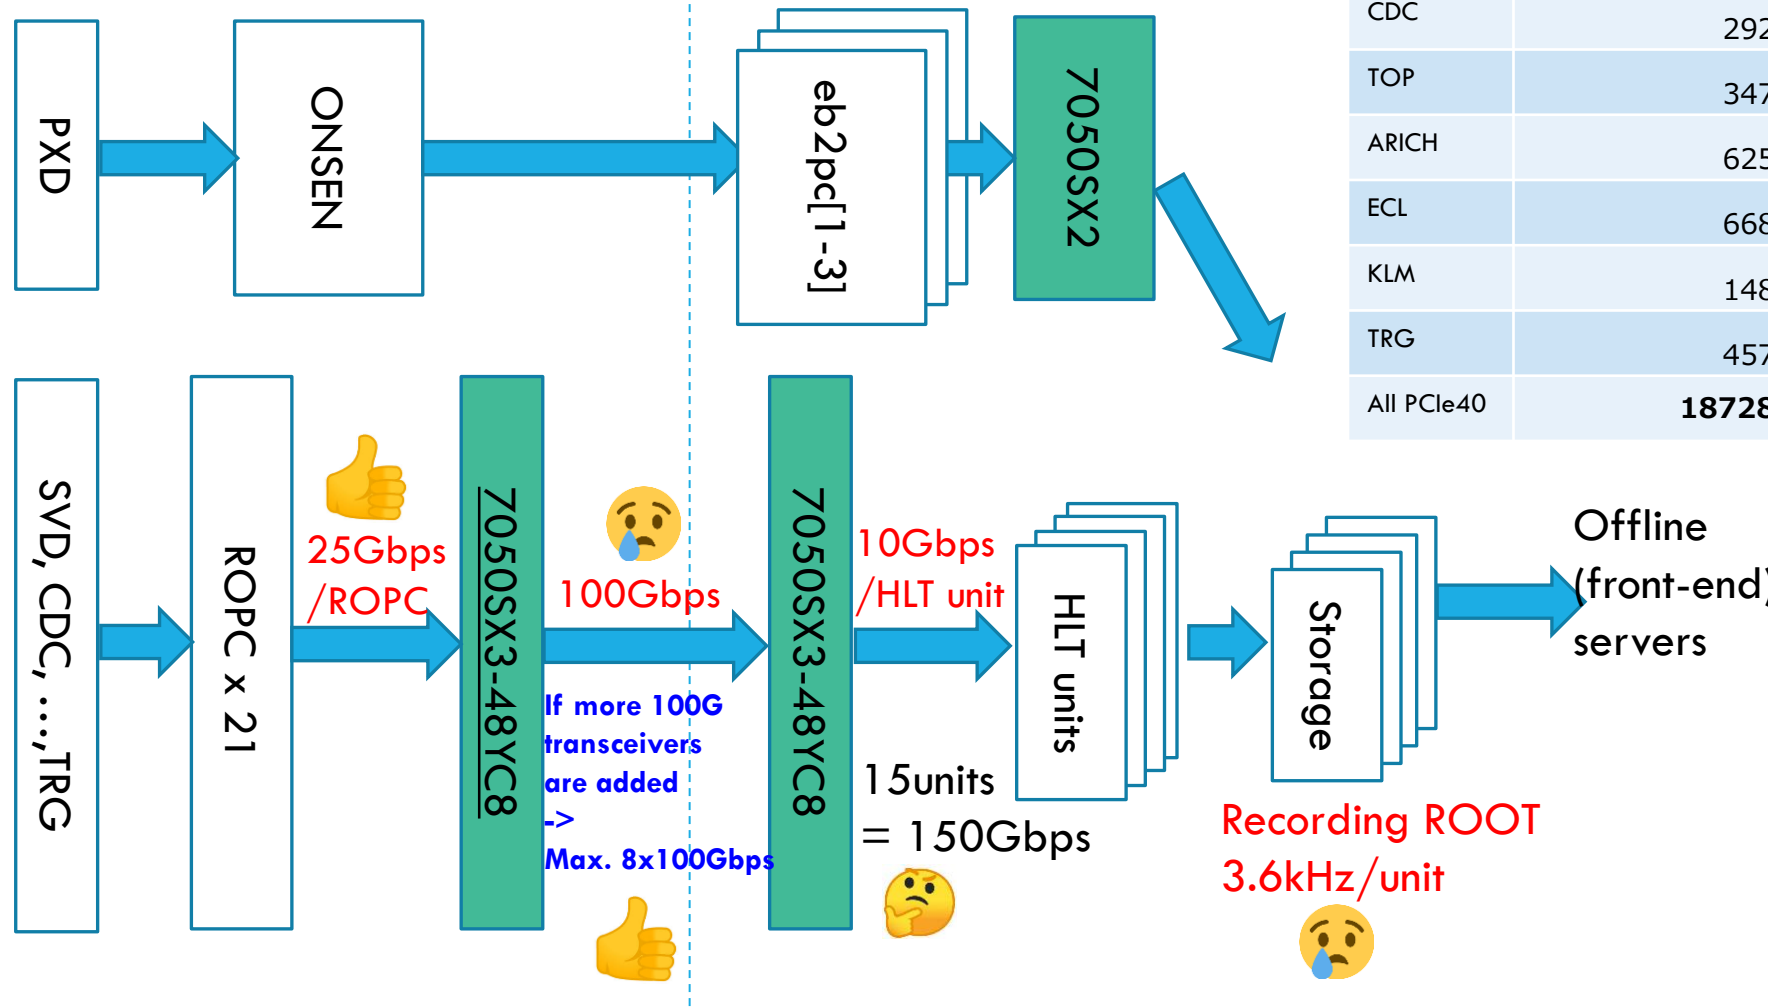 PXD
ONSEN
eb2pc[1-3]
7050SX2
CDC 292
TOP 347
ARICH 625
ECL 668
KLM 148
TRG 457
All PCIe40 18728
SVD, CDC, ....,TRG
ROPC x 21
25Gbps
/ROPC
7050SX3-48YC8
100Gbps
If more 100G
transceivers
are added
->
Max. 8x100Gbps
7050SX3-48YC8
10Gbps
/HLT unit
15units
= 150Gbps
HLT units
Storage
Recording ROOT
3.6kHz/unit
Offline
(front-end)
servers